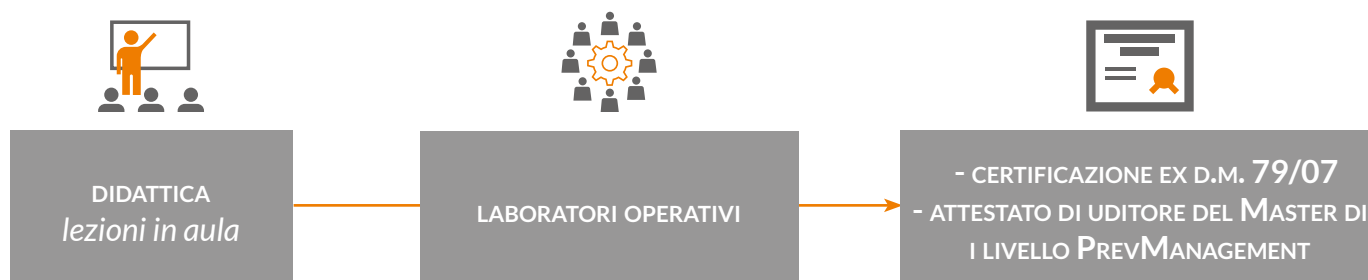 DIDATTICA
lezioni in aula
LABORATORI OPERATIVI
- CERTIFICAZIONE EX D.M. 79/07
- ATTESTATO DI UDITORE DEL MASTER DI
I LIVELLO PREVMANAGEMENT